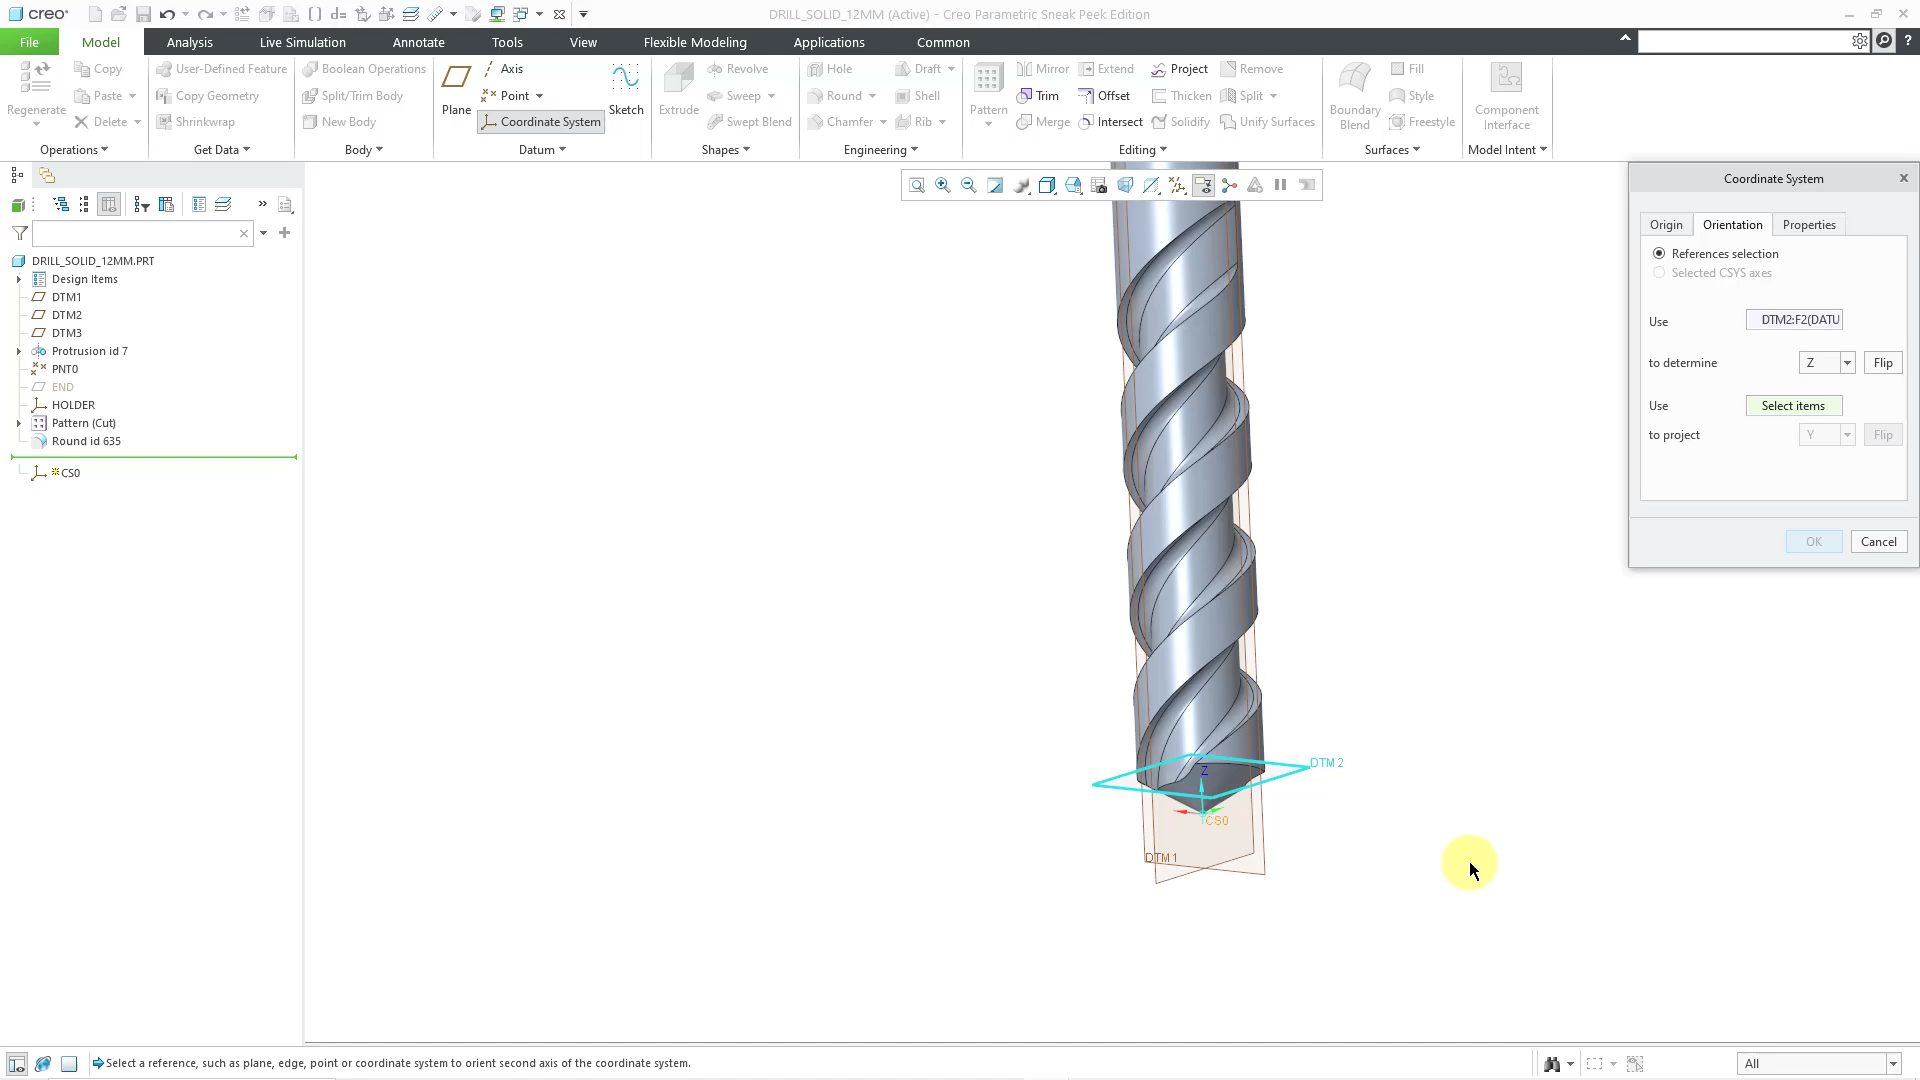 creo
DRILL_SOLID_12MM (Active) - Creo Parametric Sneak Peek Edition
File Model Analysis Live Simulation Annotate Tools View Flexible Modeling Applications Common
Regenerate
Copy
Paste
Delete
Operations
User-Defined Feature
Copy Geometry
Shrinkwrap
Get Data
Boolean Operations
Split/Trim Body
New Body
Body
Plane
Axis
Point
Coordinate System
Sketch
Datum
Extrude
Revolve
Sweep
Swept Blend
Shapes
Hole
Round
Chamfer
Draft
Shell
Rib
Engineering
Pattern
Mirror
Trim
Merge
Extend
Offset
Intersect
Project
Thicken
Solidify
Remove
Split
Unify Surfaces
Editing
Boundary
Blend
Fill
Style
Freestyle
Surfaces
Component
Interface
Model Intent
DRILL_SOLID_12MM.PRT
Design Items
DTM1
DTM2
DTM3
Protrusion id 7
PNT0
END
HOLDER
Pattern (Cut)
Round id 635
CS0
DTM2
Z
CS0
DTM1
Coordinate System
Origin Orientation Properties
References selection
Selected CSYS axes
Use DTM2:F2(DATU
to determine Z Flip
Use Select items
to project Y Flip
OK Cancel
Select a reference, such as plane, edge, point or coordinate system to orient second axis of the coordinate system.
All